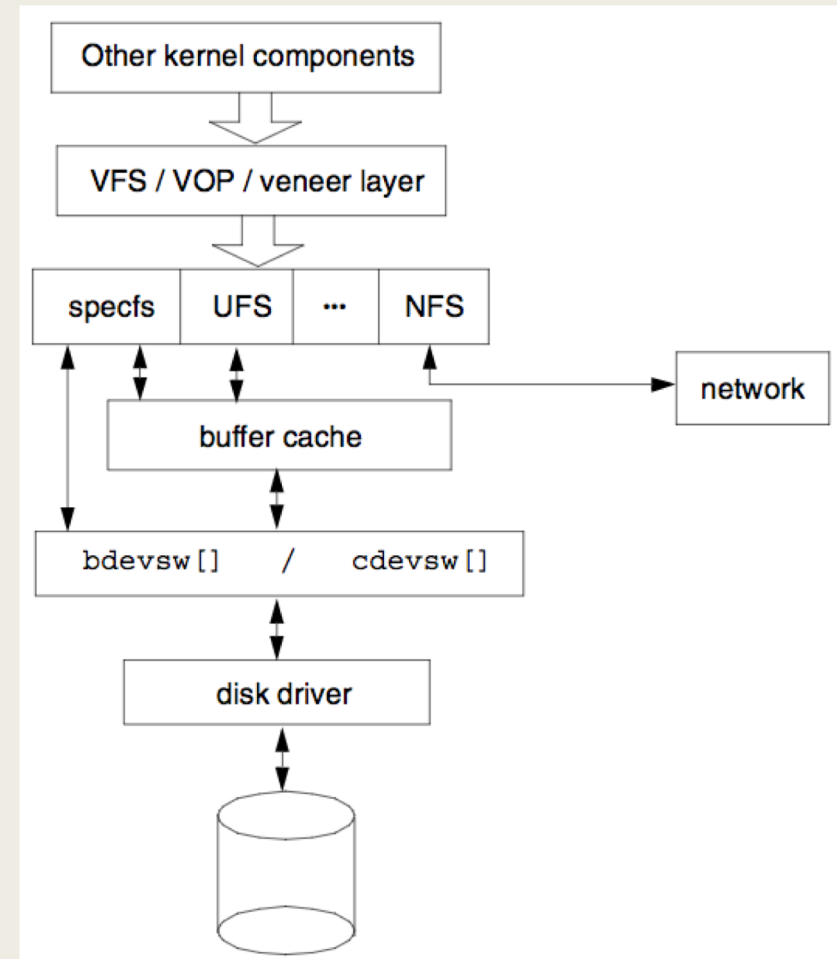 Other kernel components
VFS / VOP / veneer layer
specfs UFS ... NFS
network
buffer cache
bdevsw[] / cdevsw[]
disk driver